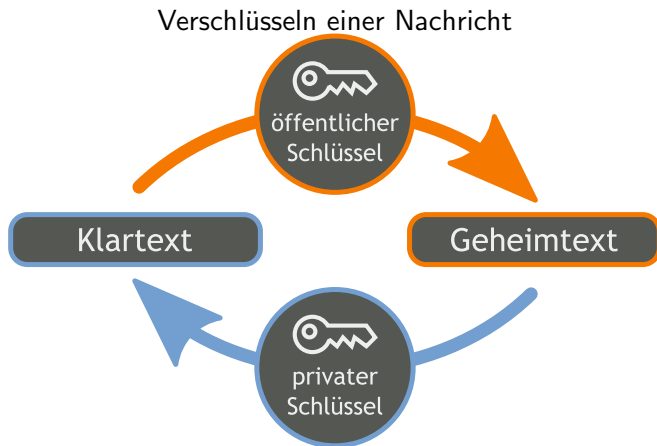 Verschlüsseln einer Nachricht
öffentlicher
Schlüssel
Klartext
Geheimtext
privater
Schlüssel